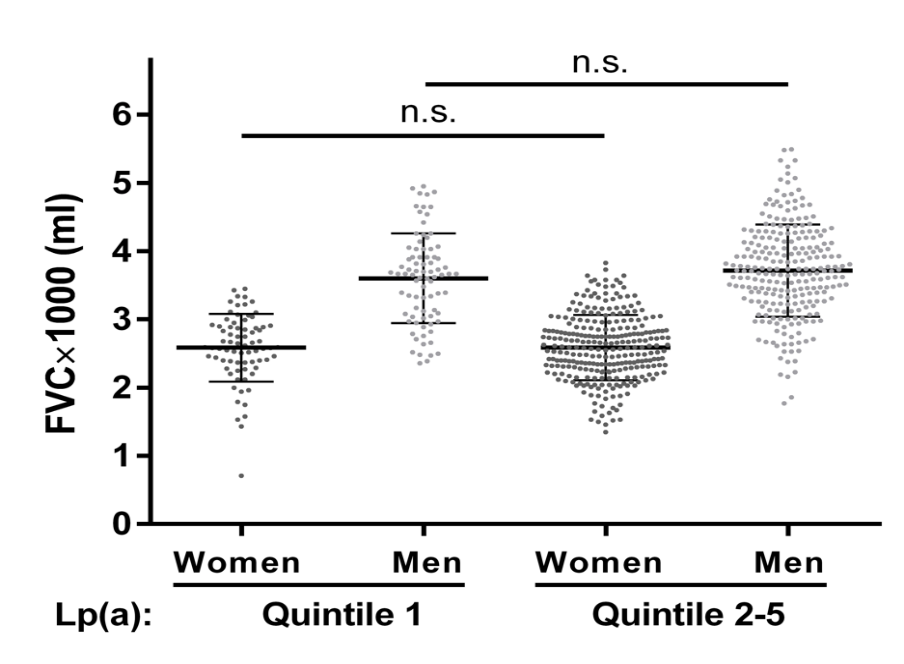 n.s.
n.s.
6
5
4
3
2
1
0
FVC×1000 (ml)
Women Men Women Men
Lp(a): Quintile 1 Quintile 2-5